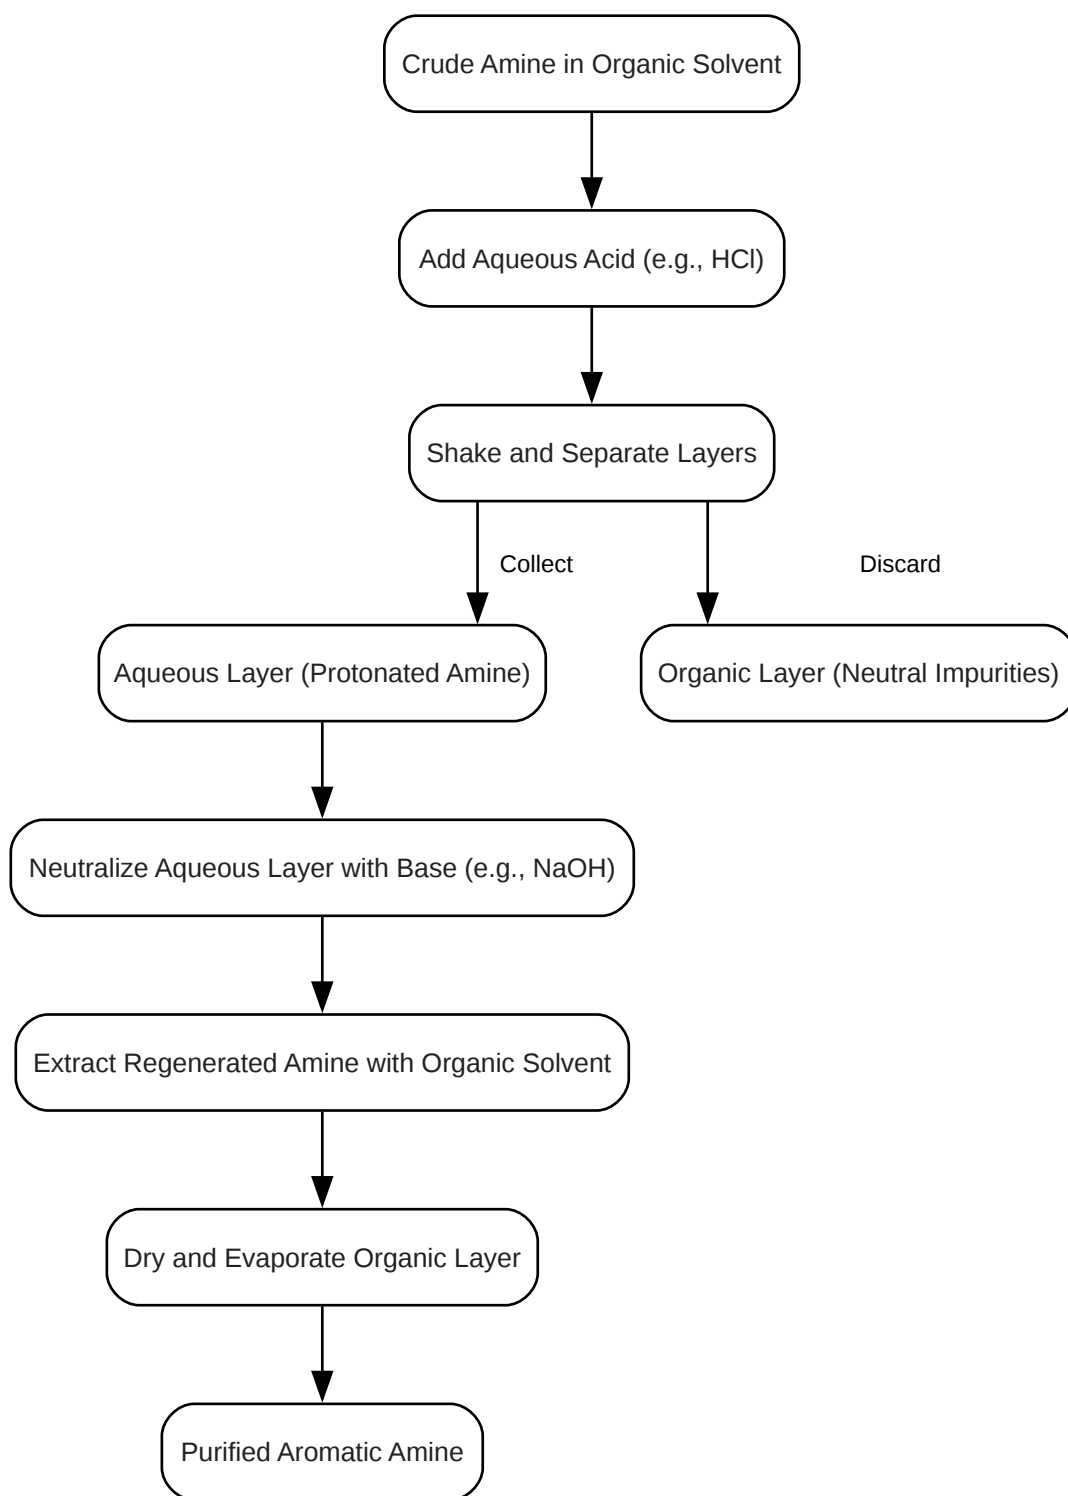 Crude Amine in Organic Solvent
Add Aqueous Acid (e.g., HCl)
Shake and Separate Layers
Collect
Discard
Aqueous Layer (Protonated Amine)
Organic Layer (Neutral Impurities)
Neutralize Aqueous Layer with Base (e.g., NaOH)
Extract Regenerated Amine with Organic Solvent
Dry and Evaporate Organic Layer
Purified Aromatic Amine